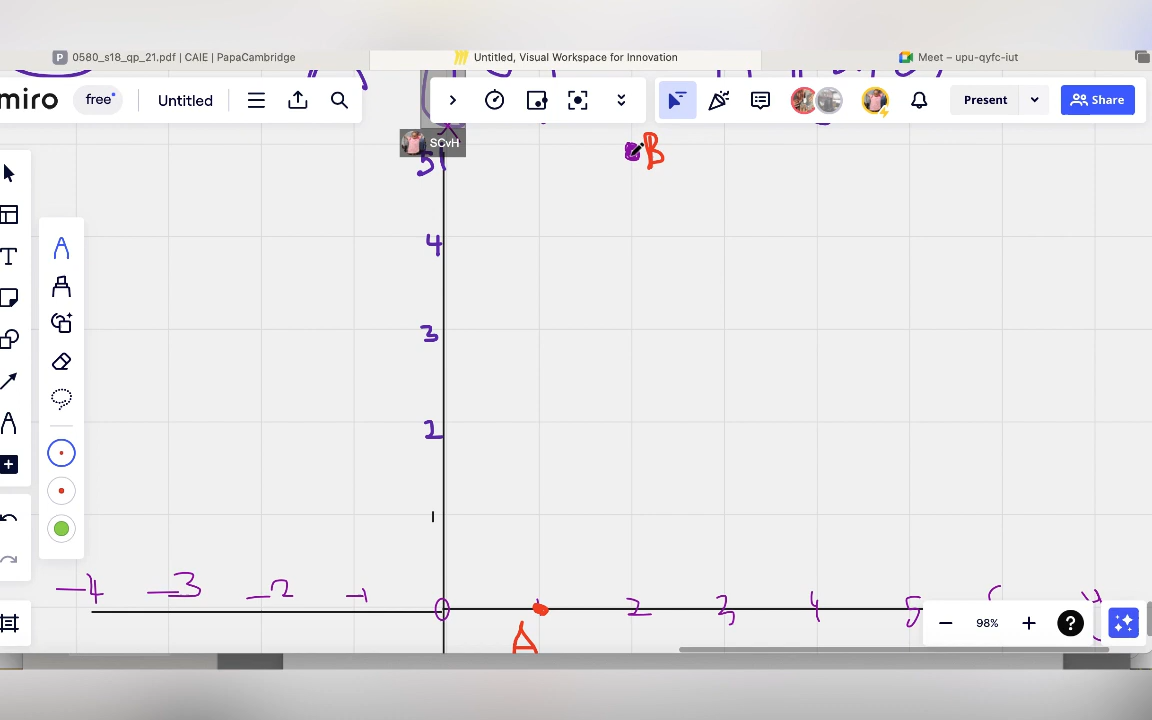 0580_s18_qp_21.pdf | CAIE | PapaCambridge
Untitled, Visual Workspace for Innovation
Meet – upu-qyfc-iut
miro
free
Untitled
Present
Share
SCvH
B
5
4
3
2
1
-4 -3 -2 -1 0 2 3 4 5
A
98%